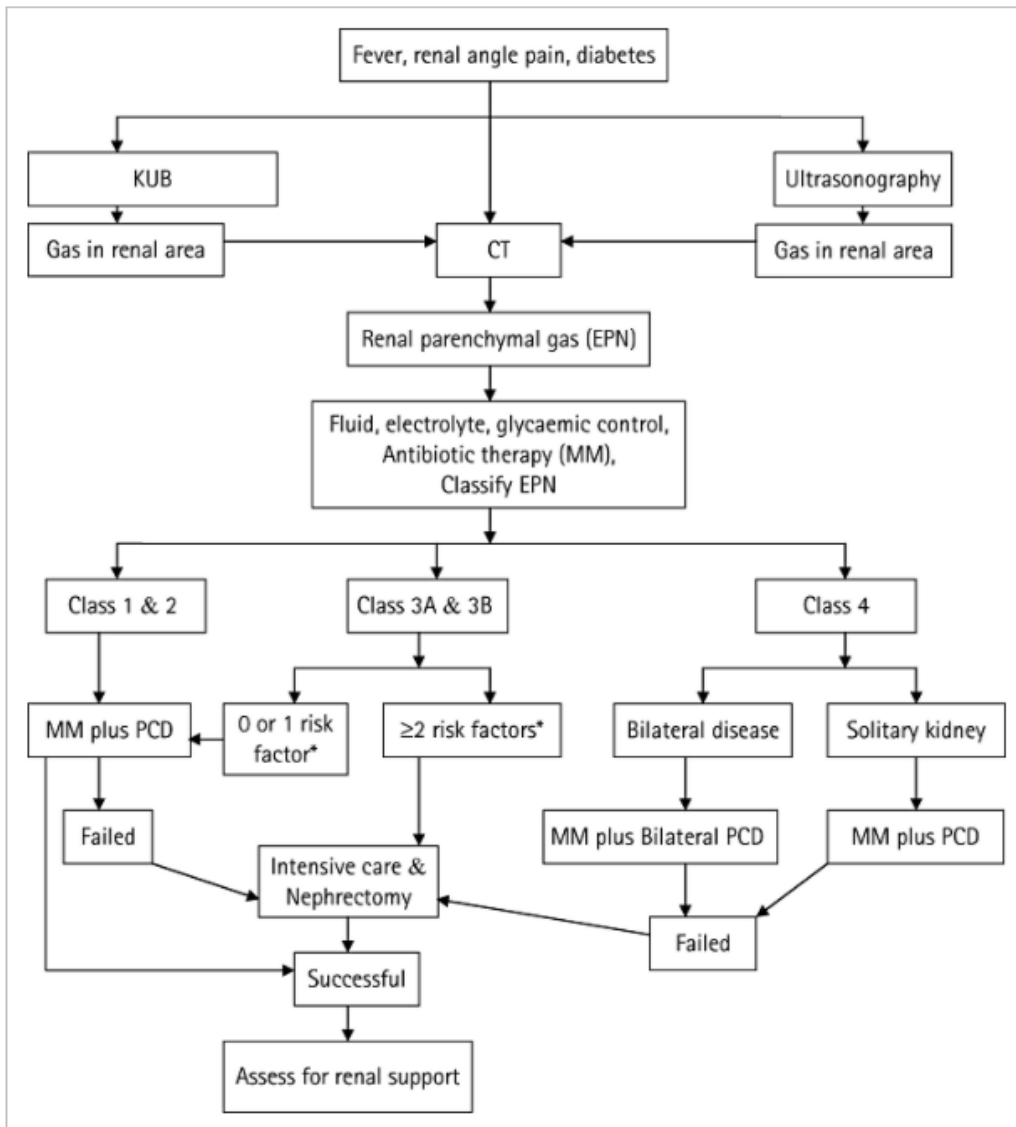 Fever, renal angle pain, diabetes
KUB
Ultrasonography
Gas in renal area
CT
Gas in renal area
Renal parenchymal gas (EPN)
Fluid, electrolyte, glycaemic control,
Antibiotic therapy (MM),
Classify EPN
Class 1 & 2
Class 3A & 3B
Class 4
MM plus PCD
0 or 1 risk
factor*
≥2 risk factors*
Bilateral disease
Solitary kidney
Failed
MM plus Bilateral PCD
MM plus PCD
Intensive care &
Nephrectomy
Failed
Successful
Assess for renal support